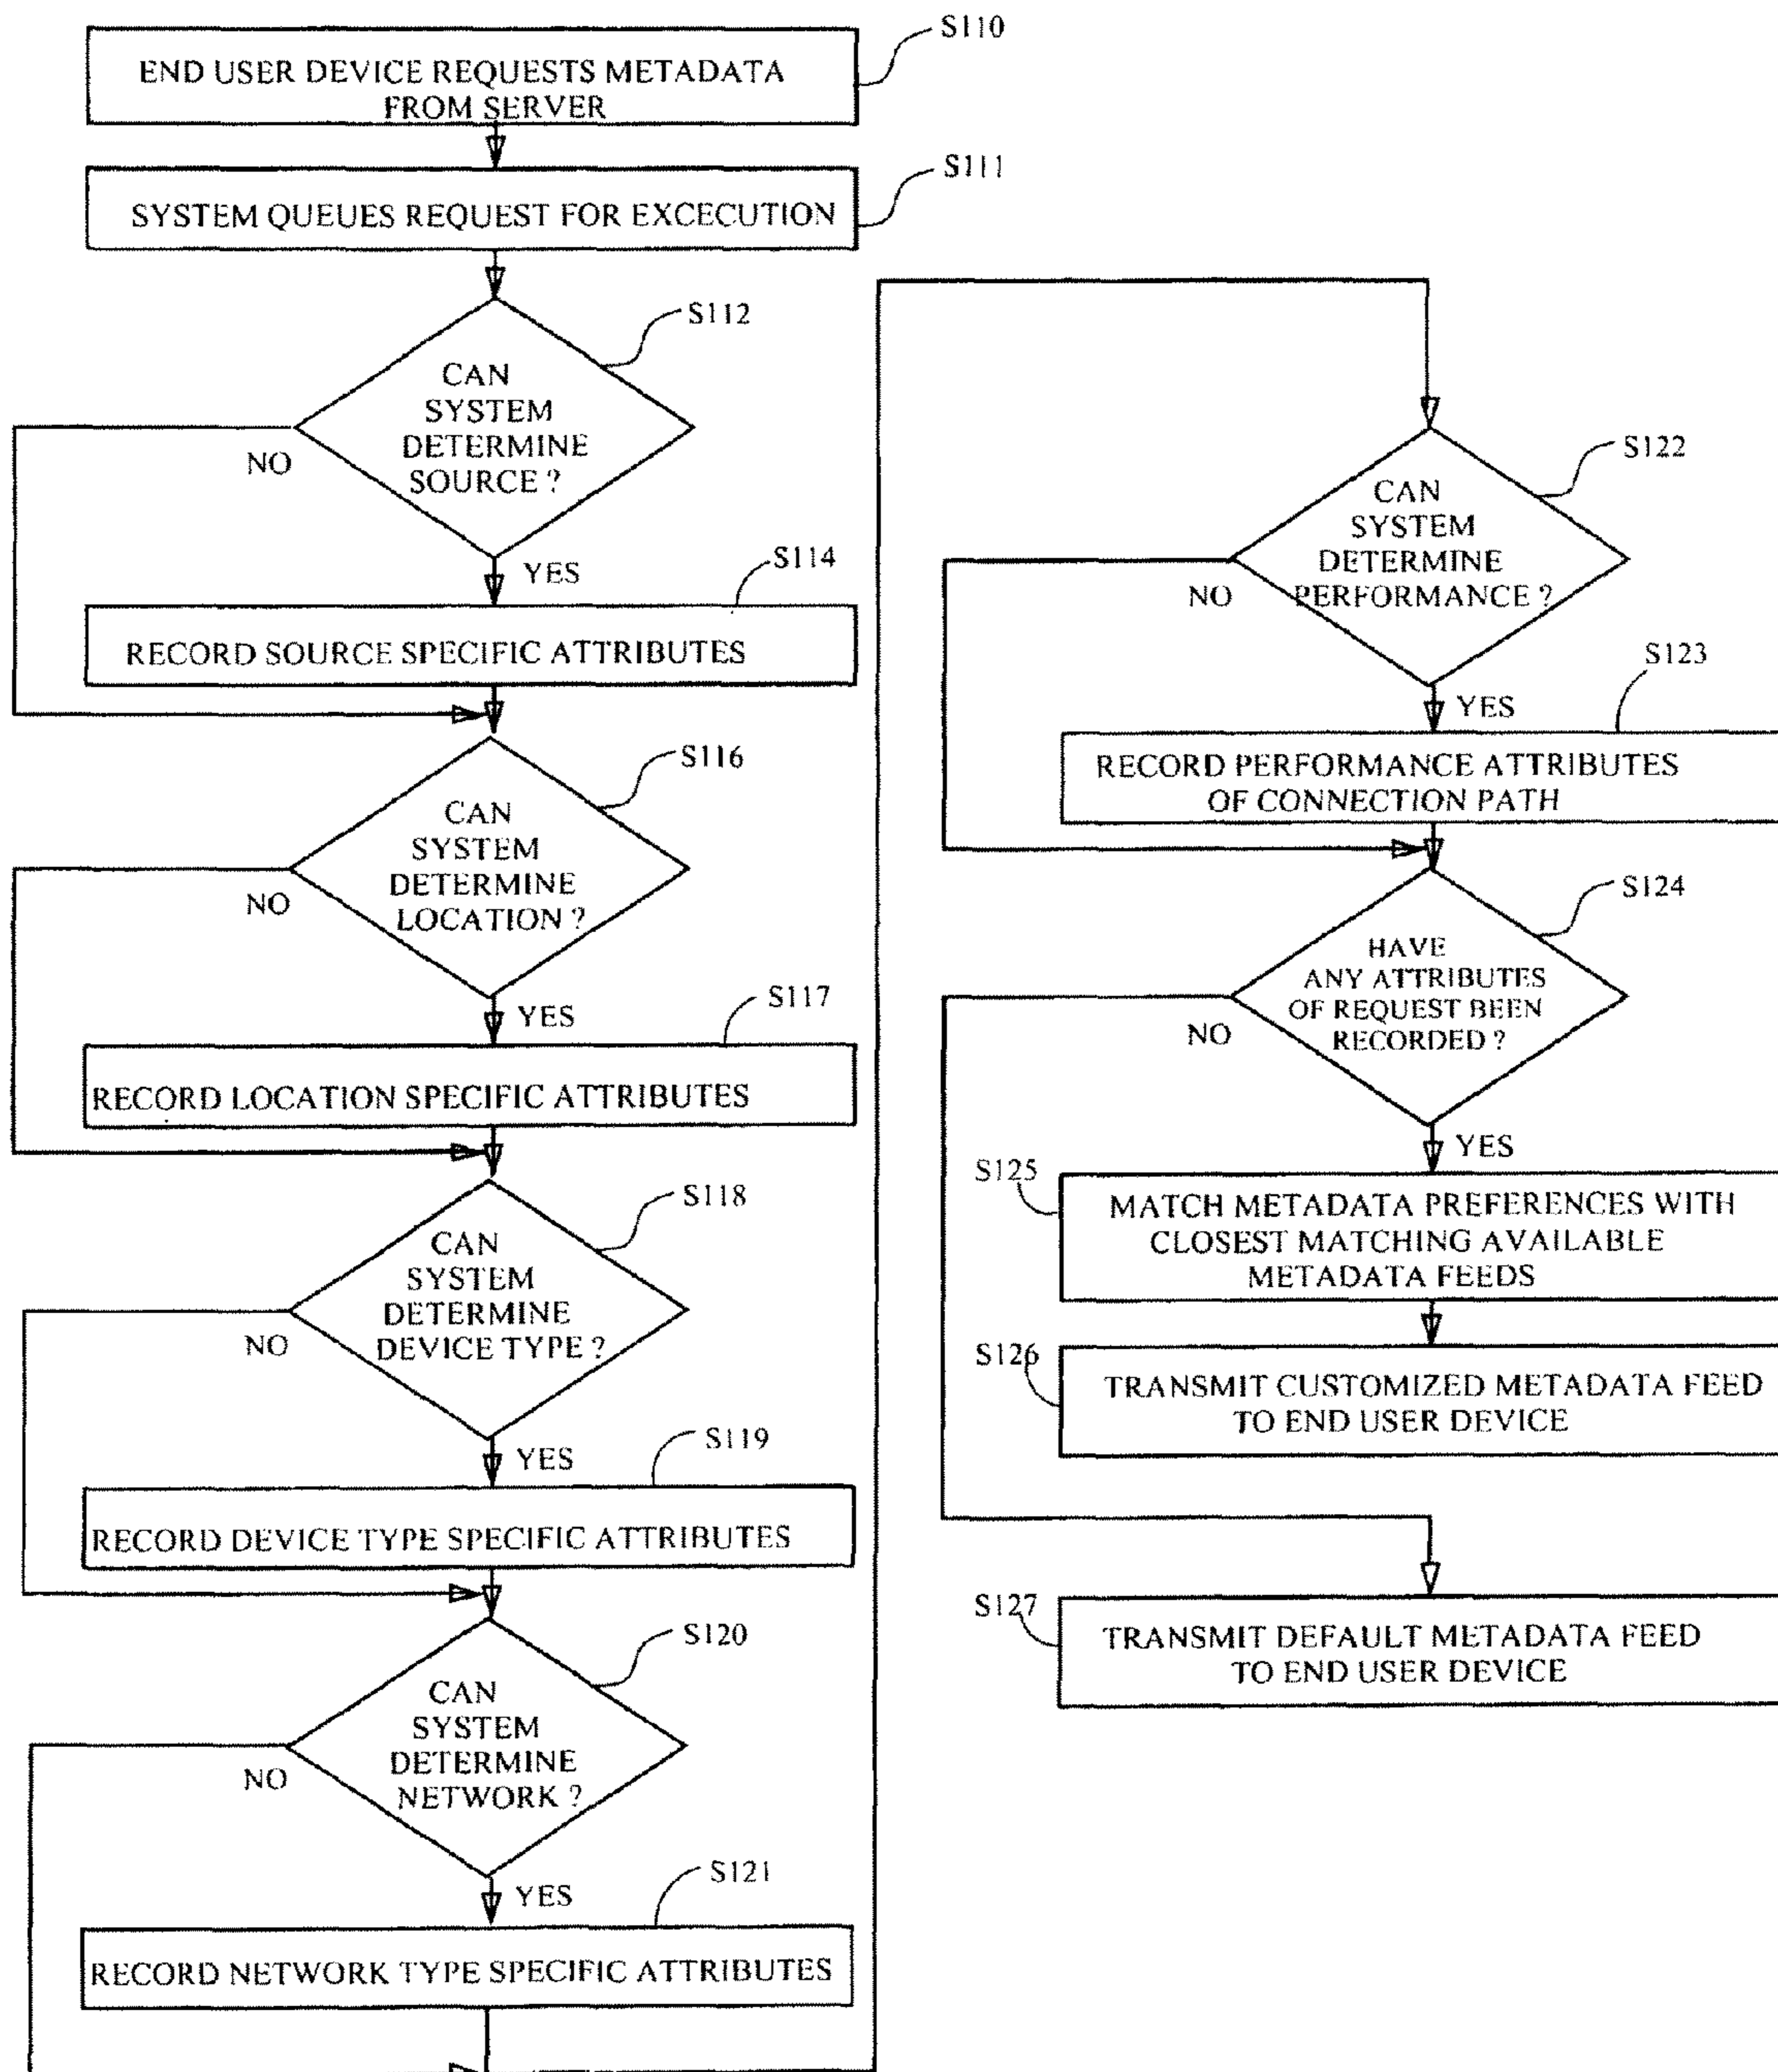 S110
END USER DEVICE REQUESTS METADATA
FROM SERVER
S111
SYSTEM QUEUES REQUEST FOR EXCECUTION
S112
CAN
SYSTEM
DETERMINE
SOURCE ?
NO
YES
S114
RECORD SOURCE SPECIFIC ATTRIBUTES
S116
CAN
SYSTEM
DETERMINE
LOCATION ?
NO
YES
S117
RECORD LOCATION SPECIFIC ATTRIBUTES
S118
CAN
SYSTEM
DETERMINE
DEVICE TYPE ?
NO
YES
S119
RECORD DEVICE TYPE SPECIFIC ATTRIBUTES
S120
CAN
SYSTEM
DETERMINE
NETWORK ?
NO
YES
S121
RECORD NETWORK TYPE SPECIFIC ATTRIBUTES
S122
CAN
SYSTEM
DETERMINE
PERFORMANCE ?
NO
YES
S123
RECORD PERFORMANCE ATTRIBUTES
OF CONNECTION PATH
S124
HAVE
ANY ATTRIBUTES
OF REQUEST BEEN
RECORDED ?
NO
YES
S125
MATCH METADATA PREFERENCES WITH
CLOSEST MATCHING AVAILABLE
METADATA FEEDS
S126
TRANSMIT CUSTOMIZED METADATA FEED
TO END USER DEVICE
S127
TRANSMIT DEFAULT METADATA FEED
TO END USER DEVICE